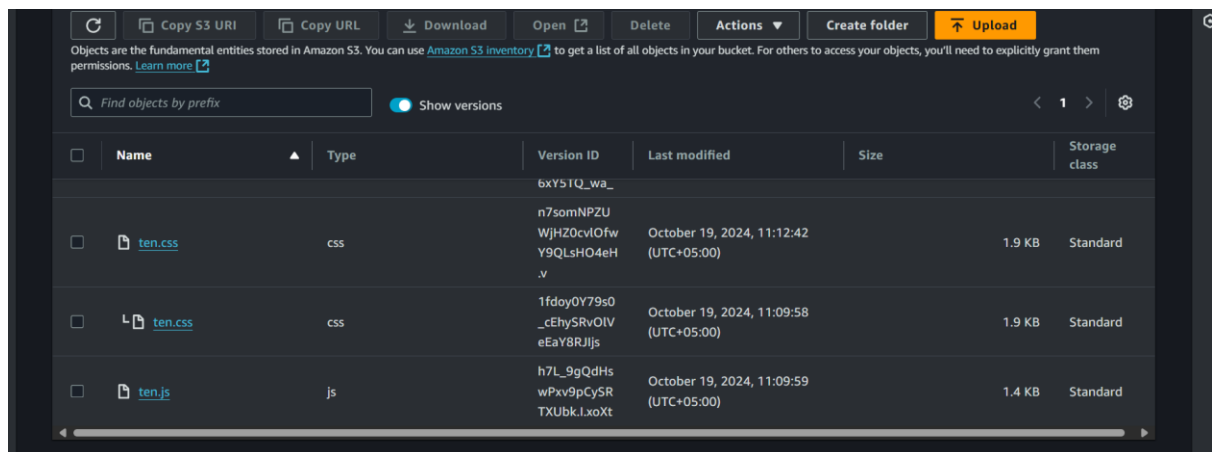 Copy S3 URI Copy URL Download Open Delete Actions Create folder Upload
Objects are the fundamental entities stored in Amazon S3. You can use Amazon S3 inventory to get a list of all objects in your bucket. For others to access your objects, you'll need to explicitly grant them
permissions. Learn more
Find objects by prefix Show versions 1
Name Type Version ID Last modified Size Storage class
6xY5TQ_wa_
n7somNPZU
WjHZ0cvlOfw
ten.css css October 19, 2024, 11:12:42 (UTC+05:00) 1.9 KB Standard
Y9QLsHO4eH
.v
1fdoy0Y79s0
ten.css css _cEhySRvOlV October 19, 2024, 11:09:58 (UTC+05:00) 1.9 KB Standard
eEaY8RJIjs
h7L_9gQdHs
ten.js js wPxv9pCySR October 19, 2024, 11:09:59 (UTC+05:00) 1.4 KB Standard
TXUbk.I.xoXt